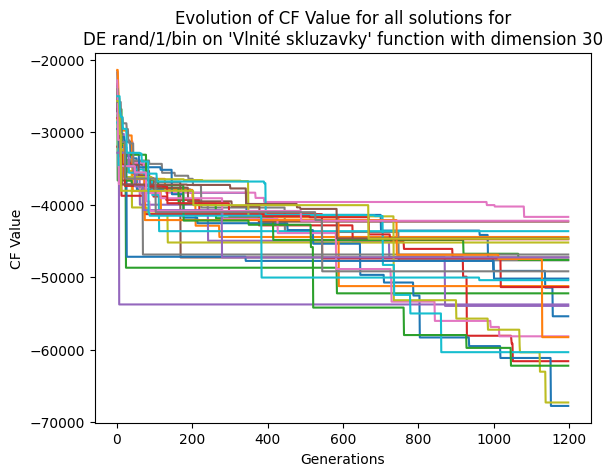 Evolution of CF Value for all solutions for
DE rand/1/bin on 'Vlnité skluzavky' function with dimension 30
−20000
−30000
−40000
−50000
−60000
−70000
CF Value
0 200 400 600 800 1000 1200
Generations